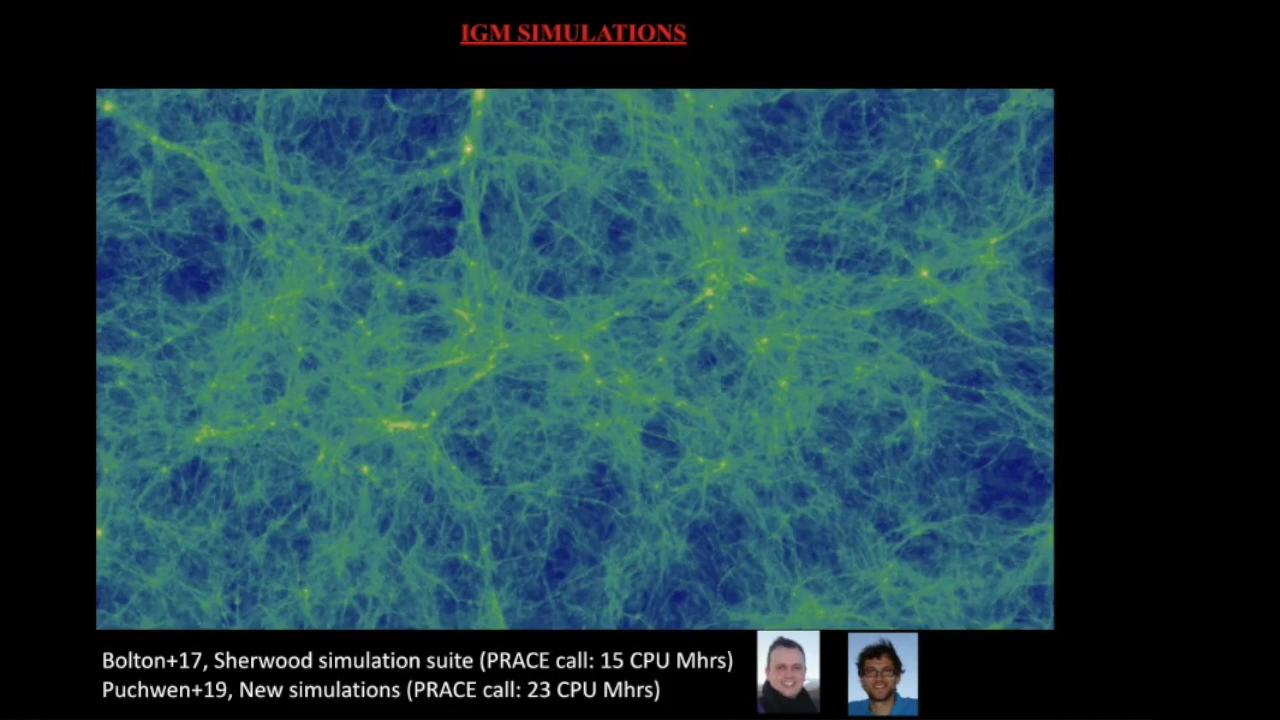 IGM SIMULATIONS
Bolton+17, Sherwood simulation suite (PRACE call: 15 CPU Mhrs)
Puchwen+19, New simulations (PRACE call: 23 CPU Mhrs)